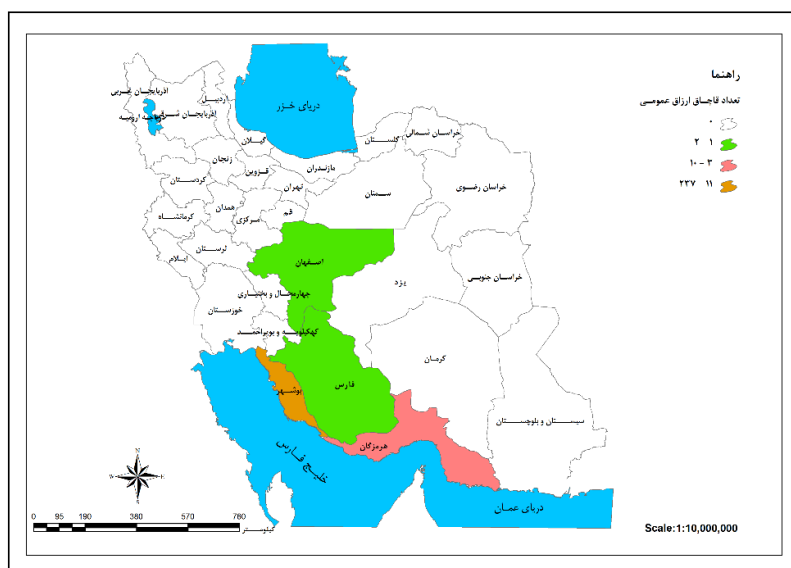 راهنما
تعداد قاچاق ارزاق عمومی
۰
۱ ۲
۳ - ۱۰
۱۱ ۲۳۷
دریای خزر
آذربایجان غربی
آذربایجان شرقی
دریاچه ارومیه
اردبیل
گیلان
زنجان
مازندران
گلستان
خراسان شمالی
خراسان رضوی
کردستان
قزوین
تهران
سمنان
همدان
مرکزی
قم
کرمانشاه
لرستان
ایلام
اصفهان
یزد
خراسان جنوبی
چهارمحال و بختیاری
خوزستان
کهکیلویه و بویراحمد
کرمان
فارس
بوشهر
سیستان و بلوچستان
هرمزگان
خلیج فارس
دریای عمان
N
W E
S
0 95 190 380 570 780
کیلومتر
Scale:1:10,000,000